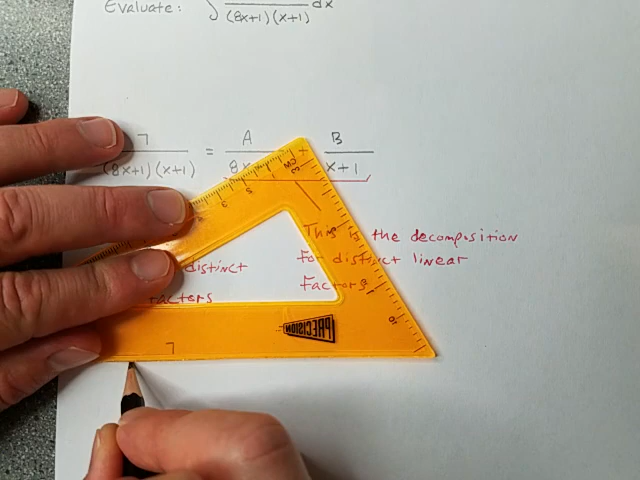 Evaluate: ∫ / (8x+1)(x+1) dx
7 / (8x+1)(x+1) = A / 8x + B / x+1
This is the decomposition
distinct For distinct linear
factors Factors
7
PRECISION